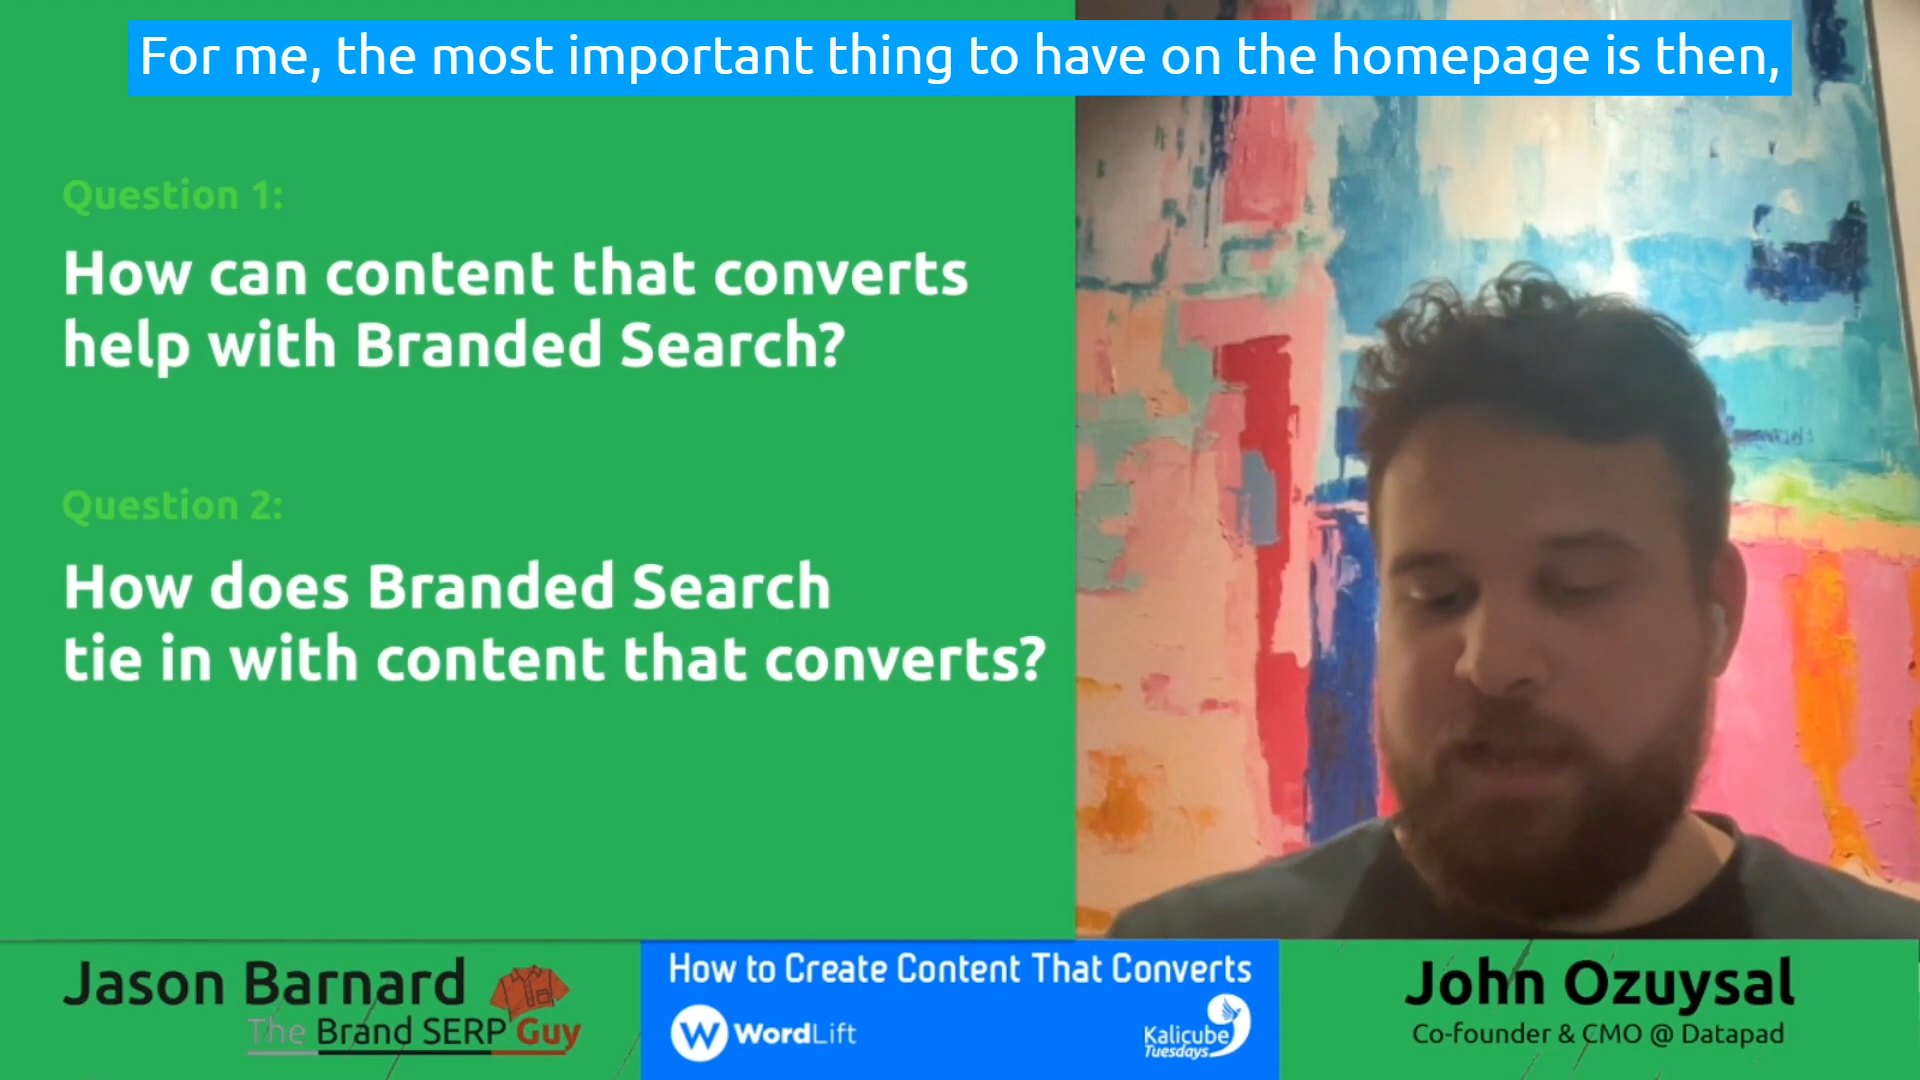 For me, the most important thing to have on the homepage is then,
Question 1:
How can content that converts
help with Branded Search?
Question 2:
How does Branded Search
tie in with content that converts?
Jason Barnard
The Brand SERP Guy
How to Create Content That Converts
W WordLift
Kalicube
Tuesdays
John Ozuysal
Co-founder & CMO @ Datapad